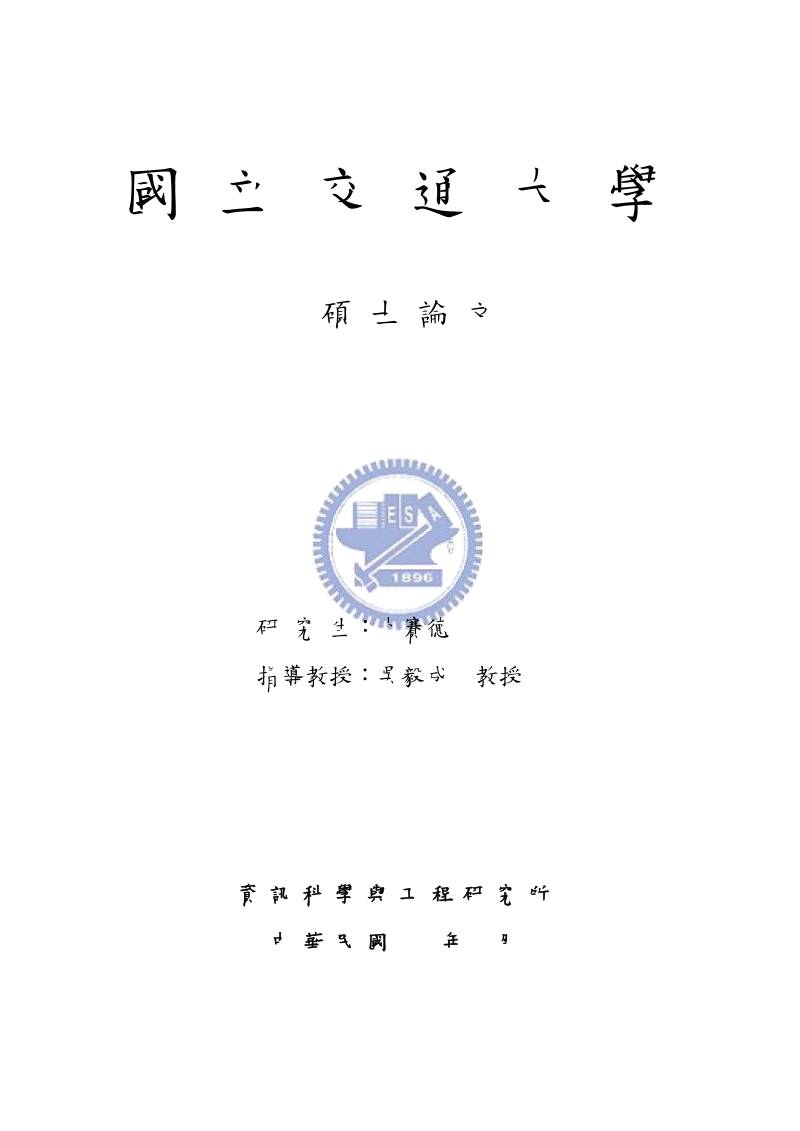 國立交通大學
碩士論文
ESA
1896
研究生：賽德
指導教授：吳毅成 教授
資訊科學與工程研究所
中華民國 年 月